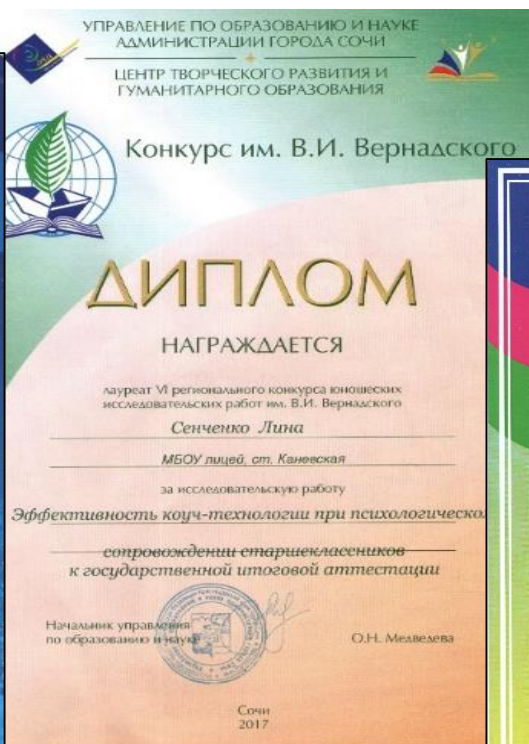 УПРАВЛЕНИЕ ПО ОБРАЗОВАНИЮ И НАУКЕ
АДМИНИСТРАЦИИ ГОРОДА СОЧИ
ЦЕНТР ТВОРЧЕСКОГО РАЗВИТИЯ И
ГУМАНИТАРНОГО ОБРАЗОВАНИЯ
Конкурс им. В.И. Вернадского
ДИПЛОМ
НАГРАЖДАЕТСЯ
лауреат VI регионального конкурса юношеских
исследовательских работ им. В.И. Вернадского
Сенченко Лина
МБОУ лицей, ст. Каневская
за исследовательскую работу
Эффективность коуч-технологии при психологическо
сопровождении старшеклассников
к государственной итоговой аттестации
Начальник управления
по образованию и науке
О.Н. Медведева
Сочи
2017